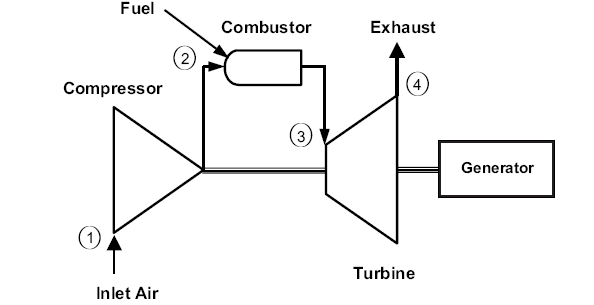 Fuel
Combustor
Exhaust
2
4
Compressor
3
Generator
1
Turbine
Inlet Air